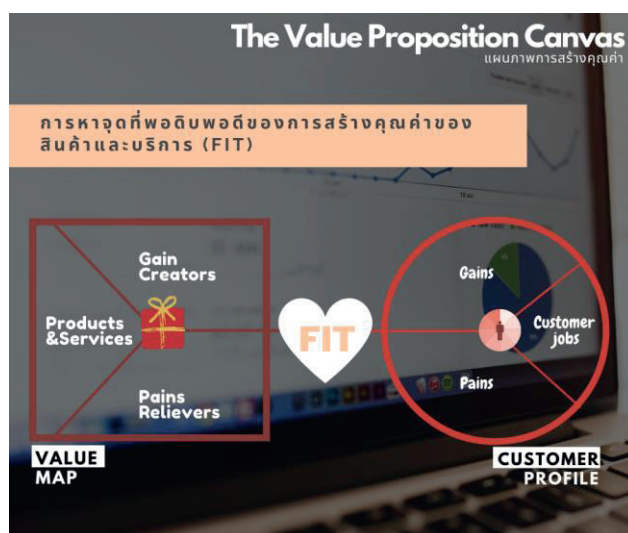 The Value Proposition Canvas
แผนภาพการสร้างคุณค่า
การหาจุดที่พอดิบพอดีของการสร้างคุณค่าของ
สินค้าและบริการ (FIT)
Gain
Creators
Products
&Services
Pains
Relievers
FIT
Gains
Customer
jobs
Pains
VALUE
MAP
CUSTOMER
PROFILE